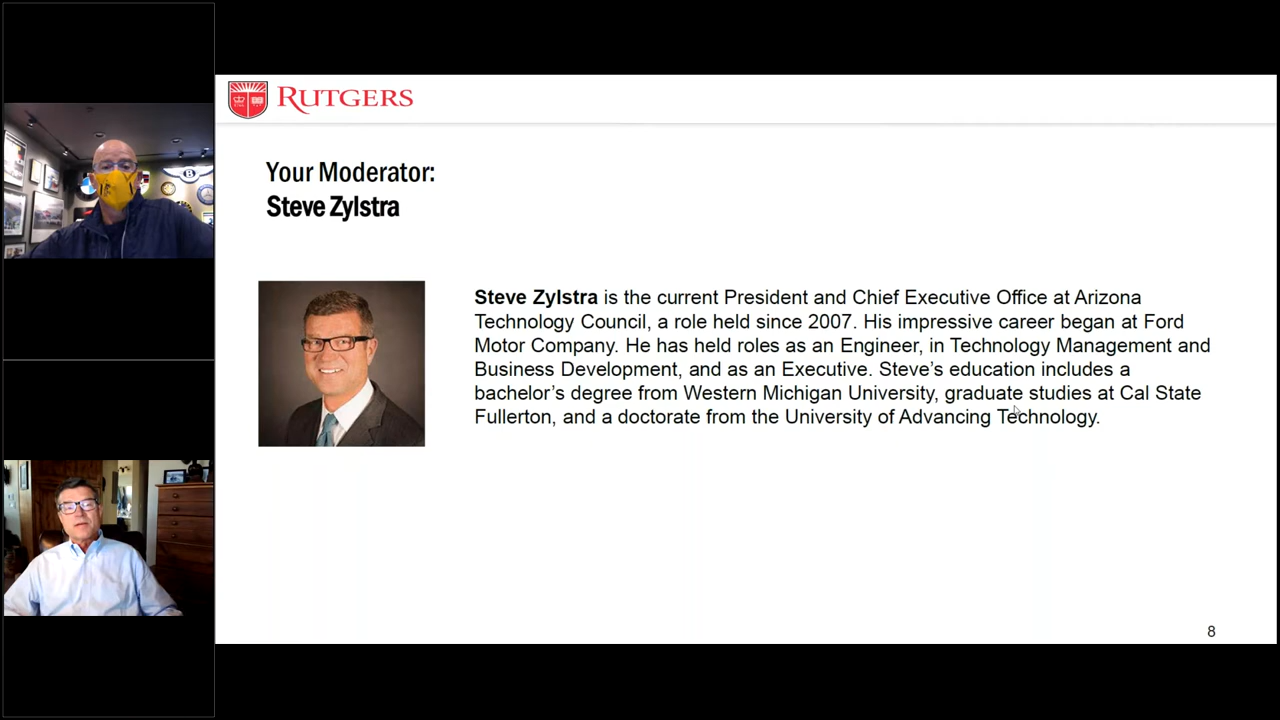 RUTGERS
Your Moderator:
Steve Zylstra
Steve Zylstra is the current President and Chief Executive Office at Arizona
Technology Council, a role held since 2007. His impressive career began at Ford
Motor Company. He has held roles as an Engineer, in Technology Management and
Business Development, and as an Executive. Steve's education includes a
bachelor's degree from Western Michigan University, graduate studies at Cal State
Fullerton, and a doctorate from the University of Advancing Technology.
8